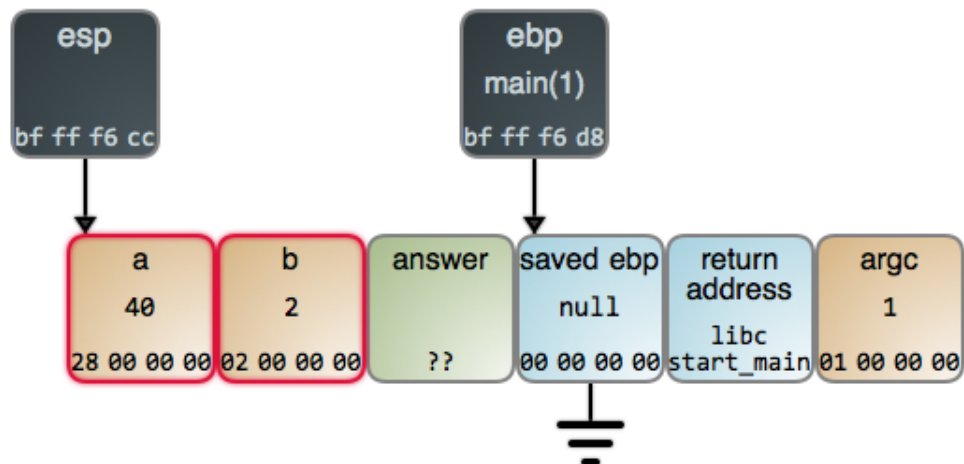 esp
bf ff f6 cc
ebp
main(1)
bf ff f6 d8
a
40
28 00 00 00
b
2
02 00 00 00
answer
??
saved ebp
null
00 00 00 00
return
address
libc
start_main
argc
1
01 00 00 00